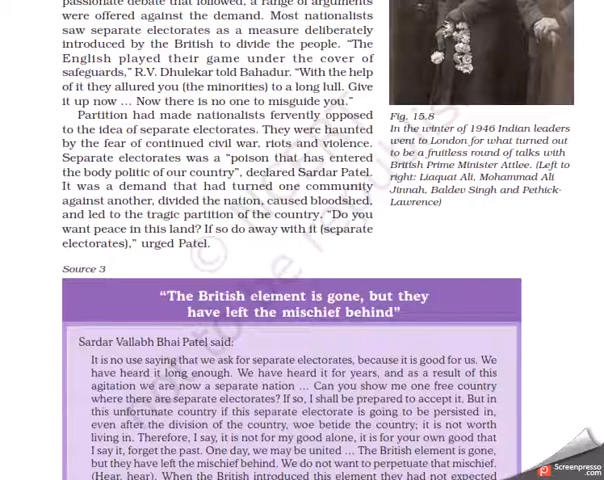 passionate debate that followed, a range of arguments
were offered against the demand. Most nationalists
saw separate electorates as a measure deliberately
introduced by the British to divide the people. "The
English played their game under the cover of
safeguards," R.V. Dhulekar told Bahadur. "With the help
of it they allured you (the minorities) to a long lull. Give
it up now … Now there is no one to misguide you."
Partition had made nationalists fervently opposed
to the idea of separate electorates. They were haunted
by the fear of continued civil war, riots and violence.
Separate electorates was a "poison that has entered
the body politic of our country", declared Sardar Patel.
It was a demand that had turned one community
against another, divided the nation, caused bloodshed,
and led to the tragic partition of the country. "Do you
want peace in this land? If so do away with it (separate
electorates)," urged Patel.
Fig. 15.8
In the winter of 1946 Indian leaders
went to London for what turned out
to be a fruitless round of talks with
British Prime Minister Attlee. (Left to
right: Liaquat Ali, Mohammad Ali
Jinnah, Baldev Singh and Pethick-
Lawrence)
Source 3
"The British element is gone, but they
have left the mischief behind"
Sardar Vallabh Bhai Patel said:
It is no use saying that we ask for separate electorates, because it is good for us. We
have heard it long enough. We have heard it for years, and as a result of this
agitation we are now a separate nation … Can you show me one free country
where there are separate electorates? If so, I shall be prepared to accept it. But in
this unfortunate country if this separate electorate is going to be persisted in,
even after the division of the country, woe betide the country; it is not worth
living in. Therefore, I say, it is not for my good alone, it is for your own good that
I say it, forget the past. One day, we may be united … The British element is gone,
but they have left the mischief behind. We do not want to perpetuate that mischief.
(Hear, hear). When the British introduced this element they had not expected
© NCERT
not to be republished
Screenpresso